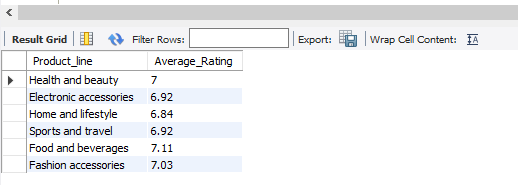 Result Grid Filter Rows: Export: Wrap Cell Content:
Product_line Average_Rating
Health and beauty 7
Electronic accessories 6.92
Home and lifestyle 6.84
Sports and travel 6.92
Food and beverages 7.11
Fashion accessories 7.03